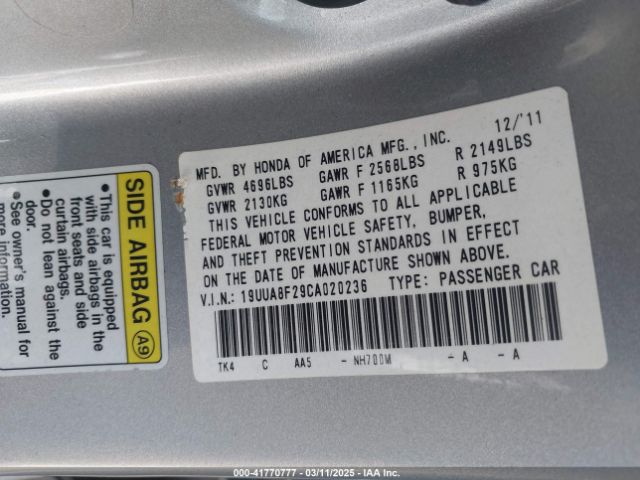 MFD. BY HONDA OF AMERICA MFG., INC. 12/'11
GVWR 4696LBS GAWR F 2568LBS R 2149LBS
GVWR 2130KG GAWR F 1165KG R 975KG
THIS VEHICLE CONFORMS TO ALL APPLICABLE
FEDERAL MOTOR VEHICLE SAFETY, BUMPER,
AND THEFT PREVENTION STANDARDS IN EFFECT
ON THE DATE OF MANUFACTURE SHOWN ABOVE.
V.I.N.: 19UUA8F29CA020236 TYPE: PASSENGER CAR
TK4 C AA5 - NH700M - A - A
SIDE AIRBAG A9
•This car is equipped
with side airbags in the
front seats and side
curtain airbags.
•Do not lean against the
door.
•See owner's manual for
more information.
000-41770777 - 03/11/2025 - IAA Inc.